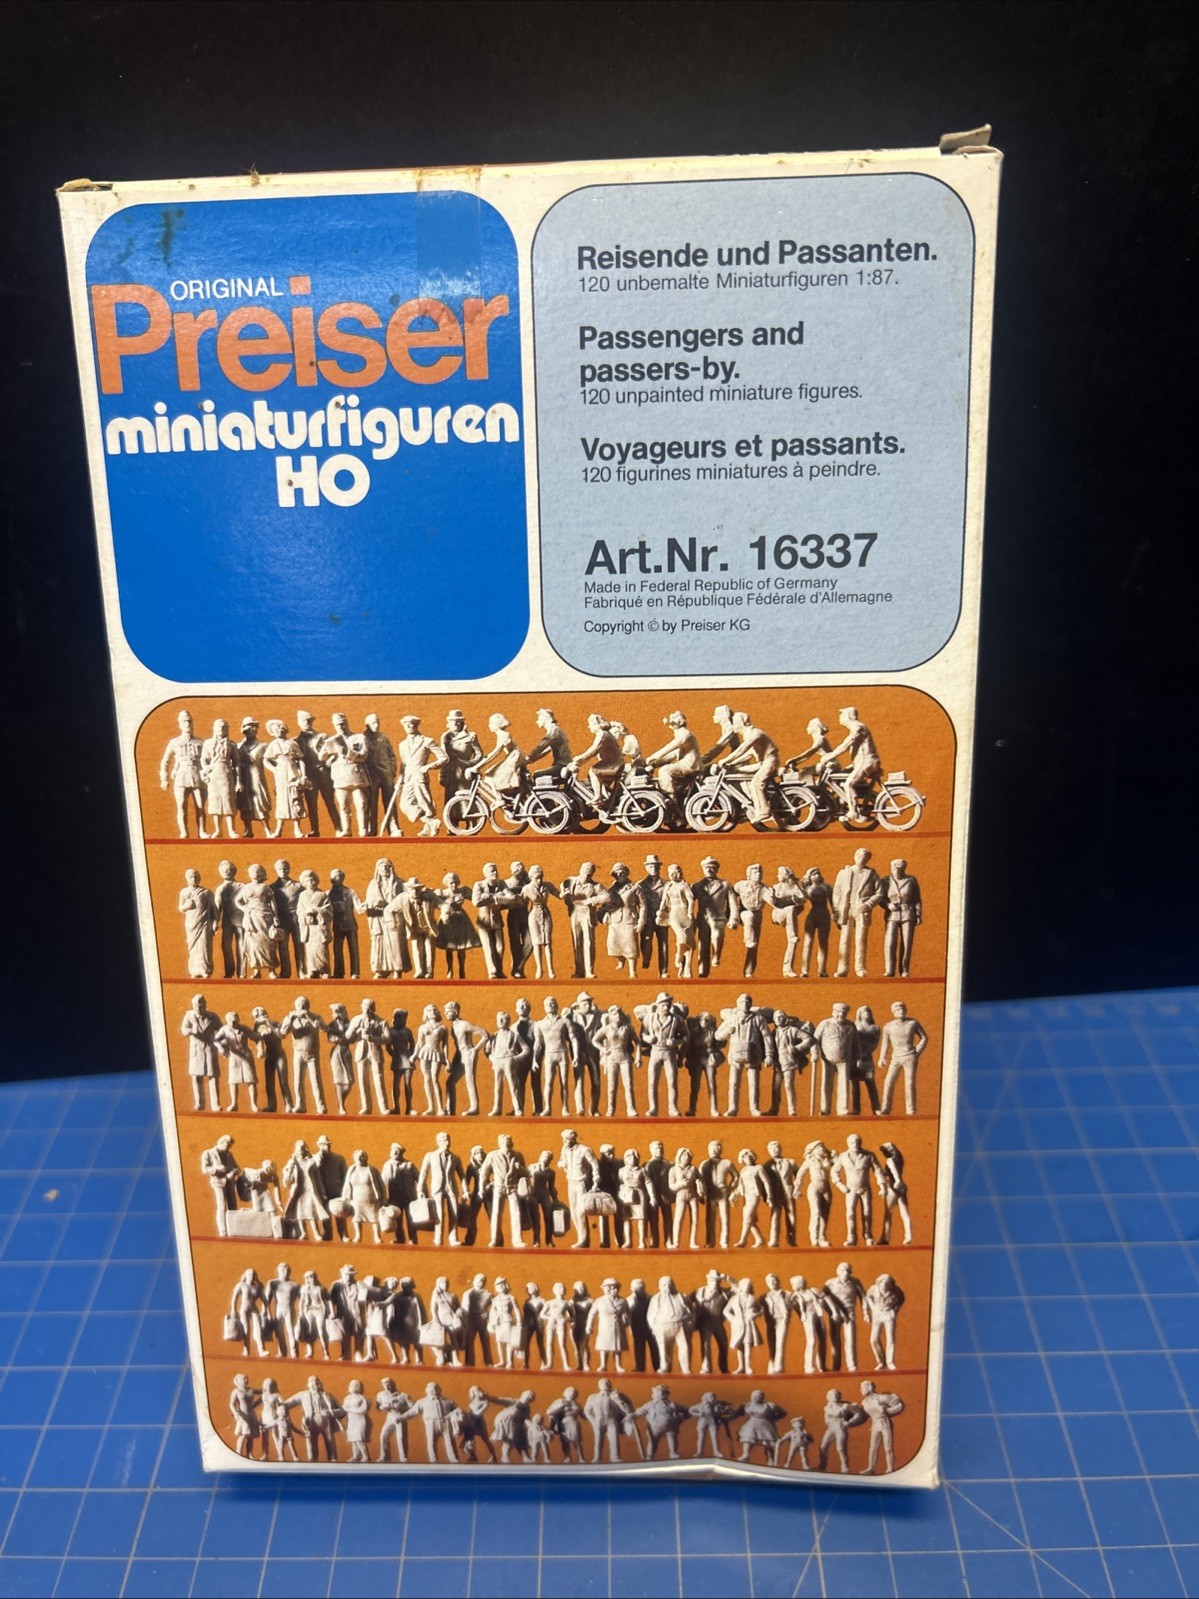 ORIGINAL
Preiser
miniaturfiguren
HO
Reisende und Passanten.
120 unbemalte Miniaturfiguren 1:87.
Passengers and
passers-by.
120 unpainted miniature figures.
Voyageurs et passants.
120 figurines miniatures à peindre.
Art.Nr. 16337
Made in Federal Republic of Germany
Fabriqué en République Fédérale d'Allemagne
Copyright © by Preiser KG